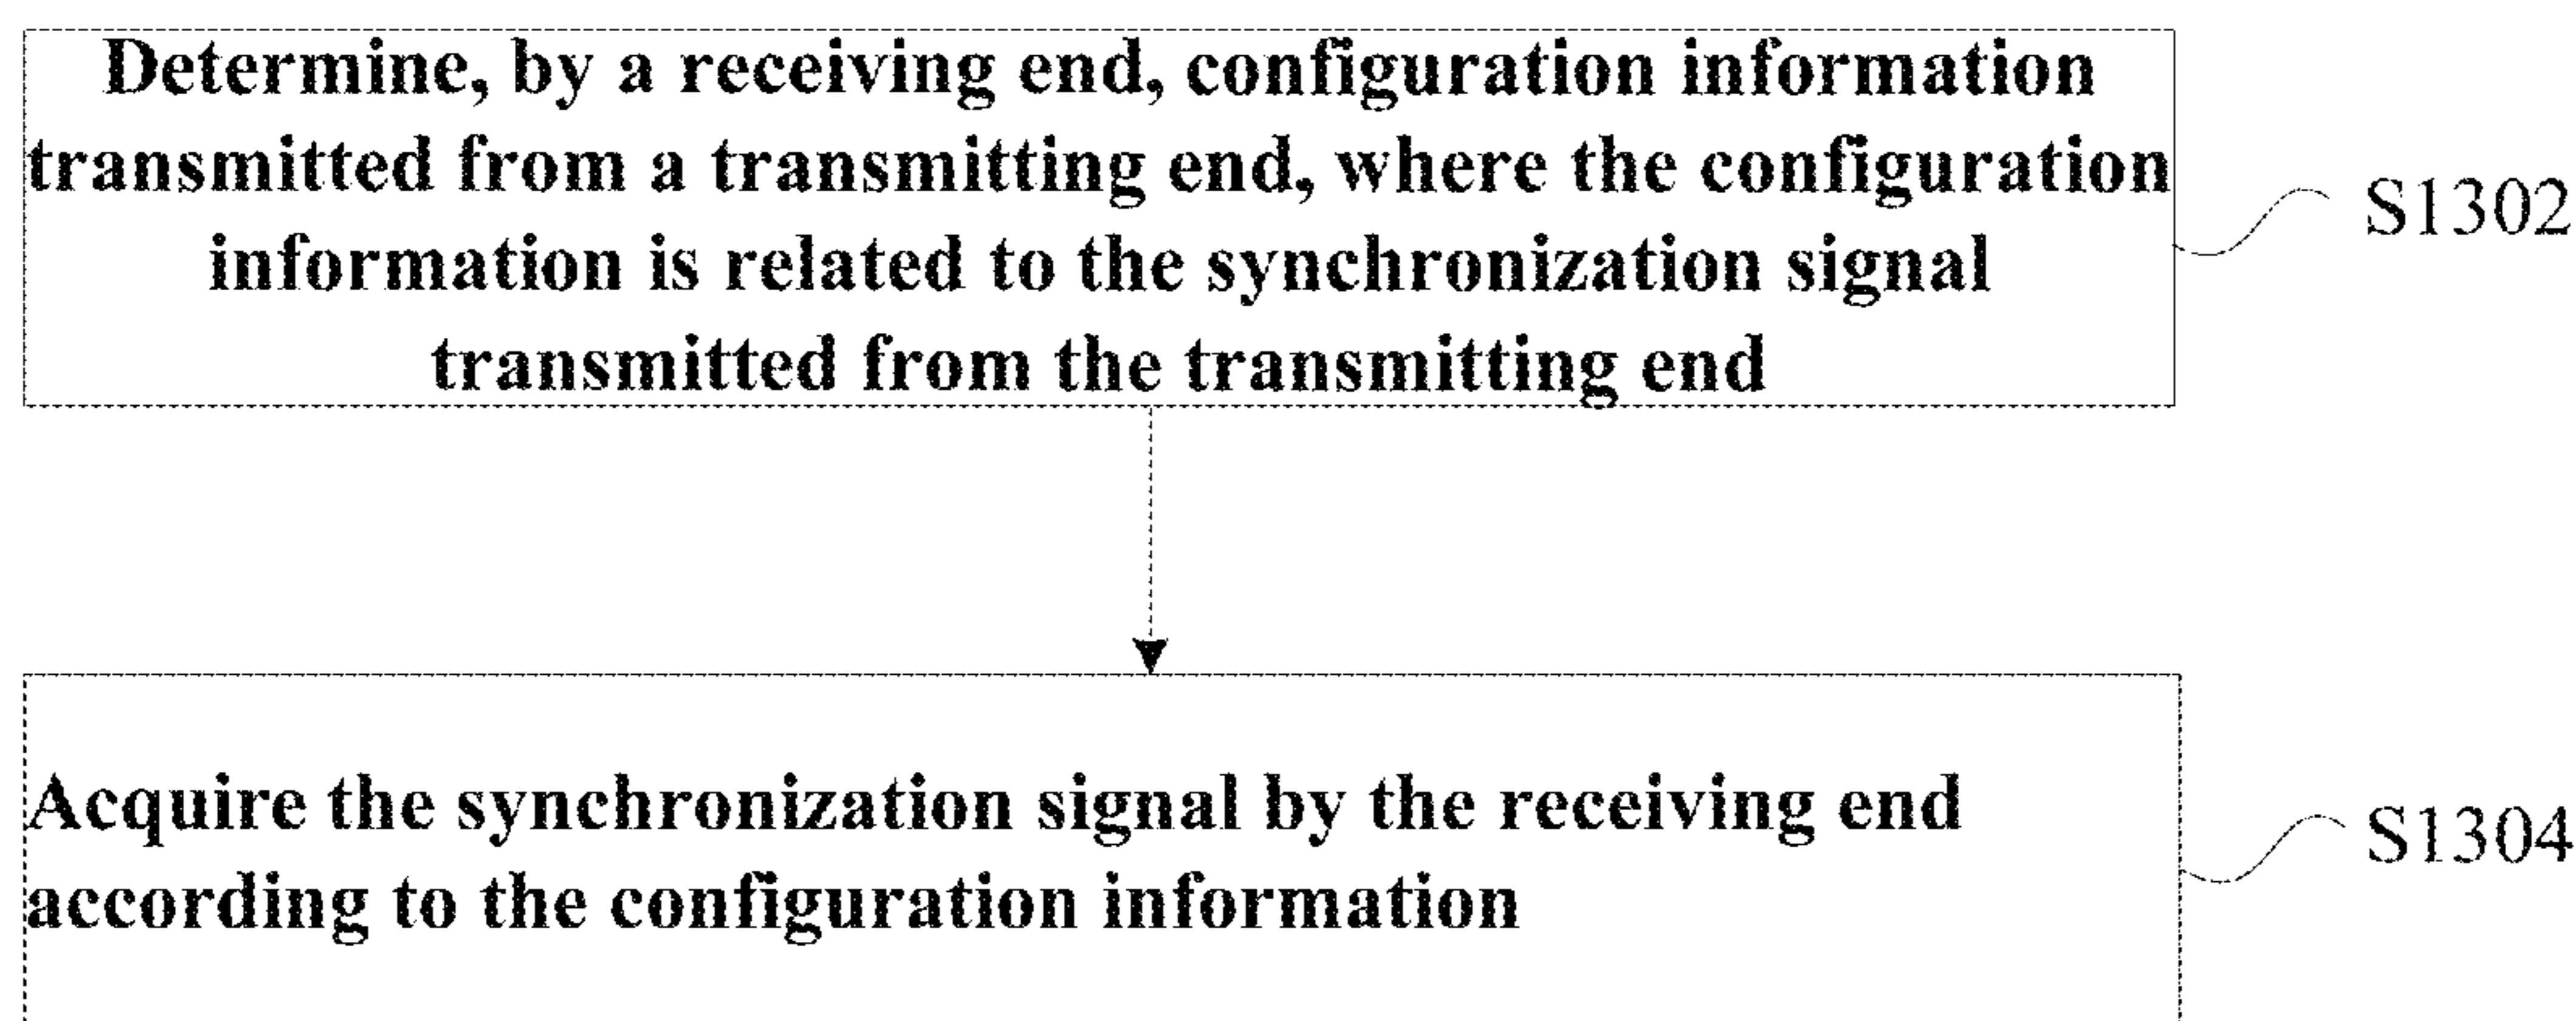 Determine, by a receiving end, configuration information
transmitted from a transmitting end, where the configuration
information is related to the synchronization signal
transmitted from the transmitting end
S1302
Acquire the synchronization signal by the receiving end
according to the configuration information
S1304